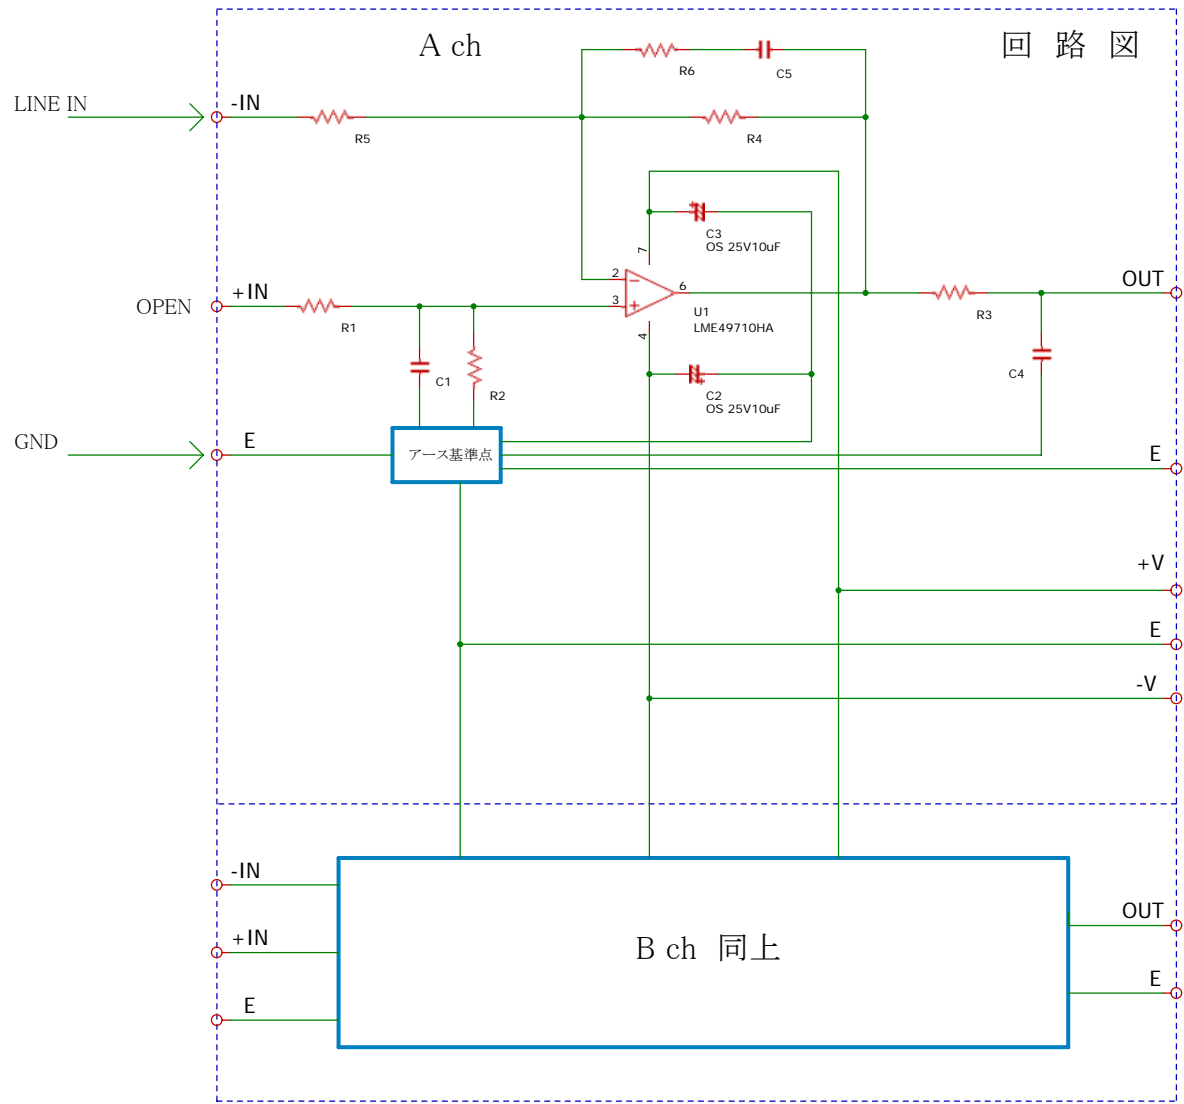 A ch
回 路 図
R6
C5
LINE IN
-IN
R5
R4
C3
OS 25V10uF
7
2
3
6
4
U1
LME49710HA
OPEN
+IN
R1
OUT
R3
C1
R2
C4
C2
OS 25V10uF
GND
E
アース基準点
E
+V
E
-V
-IN
+IN
E
B ch 同上
OUT
E